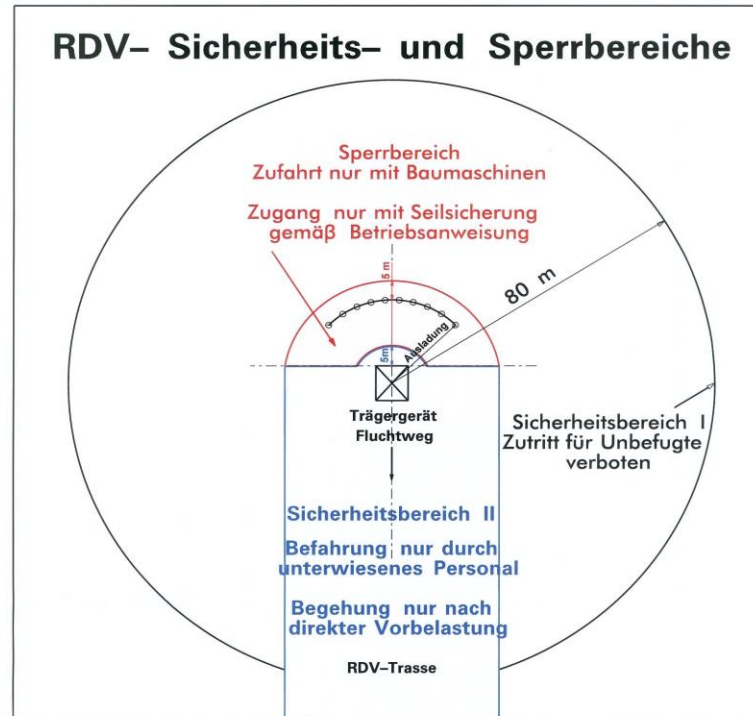 RDV– Sicherheits– und Sperrbereiche
Sperrbereich
Zufahrt nur mit Baumaschinen
Zugang nur mit Seilsicherung
gemäß Betriebsanweisung
5 m
80 m
Ausladung
5m
Trägergerät
Fluchtweg
Sicherheitsbereich I
Zutritt für Unbefugte
verboten
Sicherheitsbereich II
Befahrung nur durch
unterwiesenes Personal
Begehung nur nach
direkter Vorbelastung
RDV–Trasse